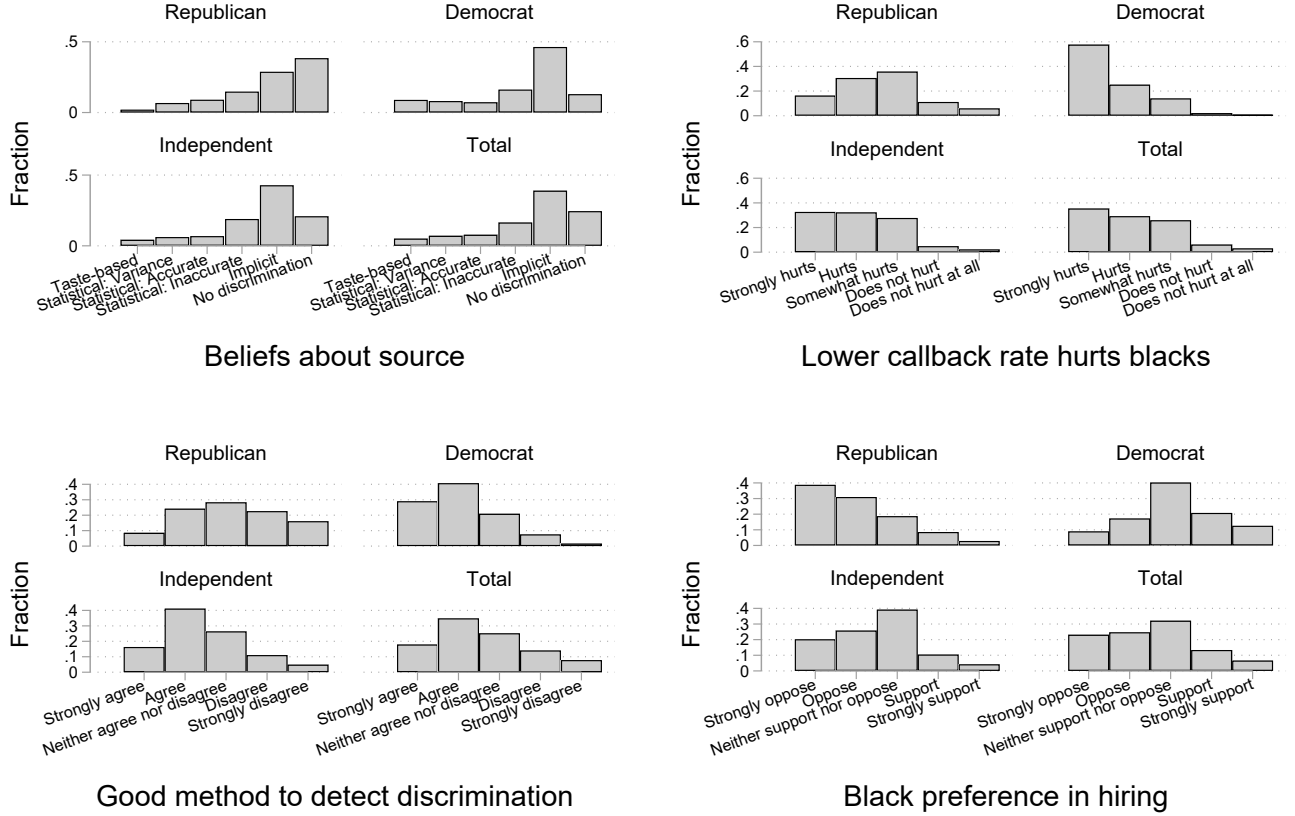 Republican
Democrat
.5
0
Independent
Total
.5
0
Fraction
Taste-based
Statistical: Variance
Statistical: Accurate
Statistical: Inaccurate
Implicit
No discrimination
Taste-based
Statistical: Variance
Statistical: Accurate
Statistical: Inaccurate
Implicit
No discrimination
Beliefs about source
Republican
Democrat
.6
.4
.2
0
Independent
Total
.6
.4
.2
0
Fraction
Strongly hurts
Hurts
Somewhat hurts
Does not hurt
Does not hurt at all
Strongly hurts
Hurts
Somewhat hurts
Does not hurt
Does not hurt at all
Lower callback rate hurts blacks
Republican
Democrat
.4
.3
.2
.1
0
Independent
Total
.4
.3
.2
.1
0
Fraction
Strongly agree
Agree
Neither agree nor disagree
Disagree
Strongly disagree
Strongly agree
Agree
Neither agree nor disagree
Disagree
Strongly disagree
Good method to detect discrimination
Republican
Democrat
.4
.3
.2
.1
0
Independent
Total
.4
.3
.2
.1
0
Fraction
Strongly oppose
Oppose
Neither support nor oppose
Support
Strongly support
Strongly oppose
Oppose
Neither support nor oppose
Support
Strongly support
Black preference in hiring